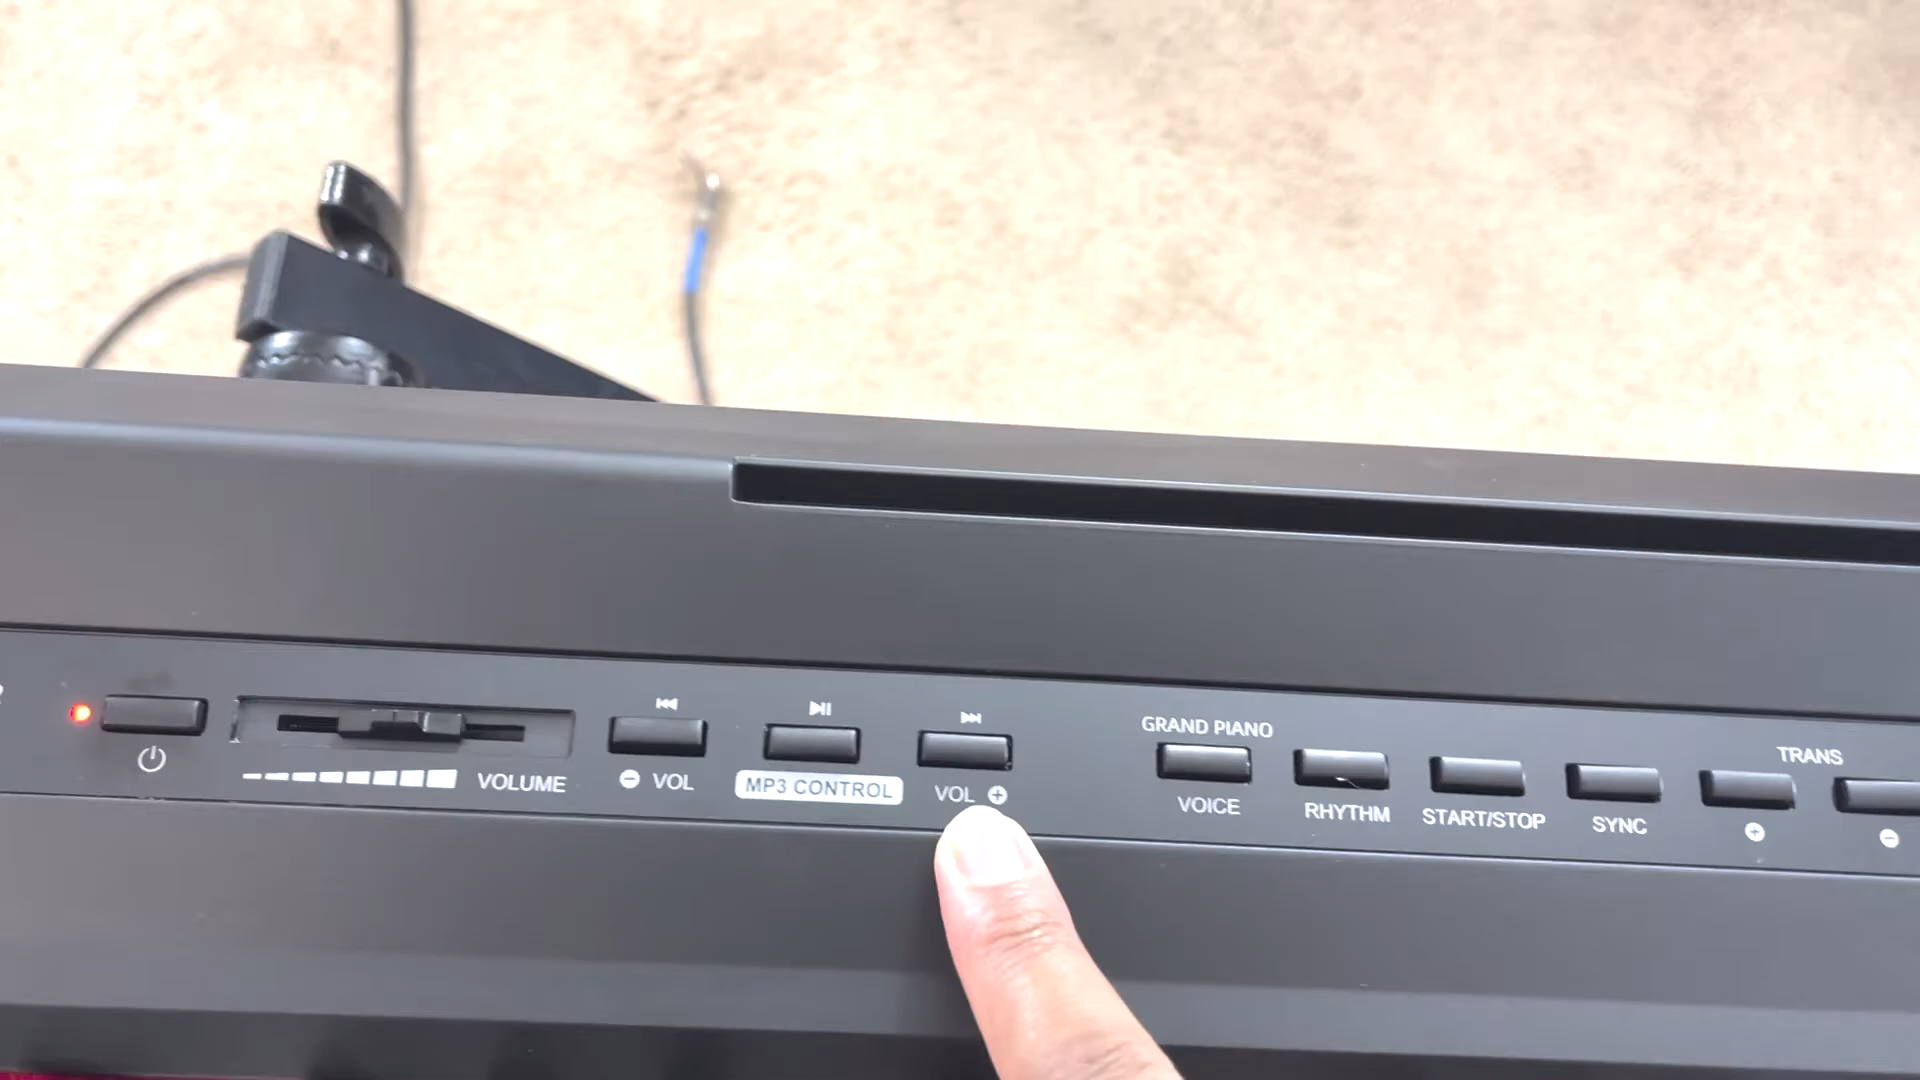 VOLUME
VOL
MP3 CONTROL
VOL
GRAND PIANO
VOICE
RHYTHM
START/STOP
SYNC
TRANS